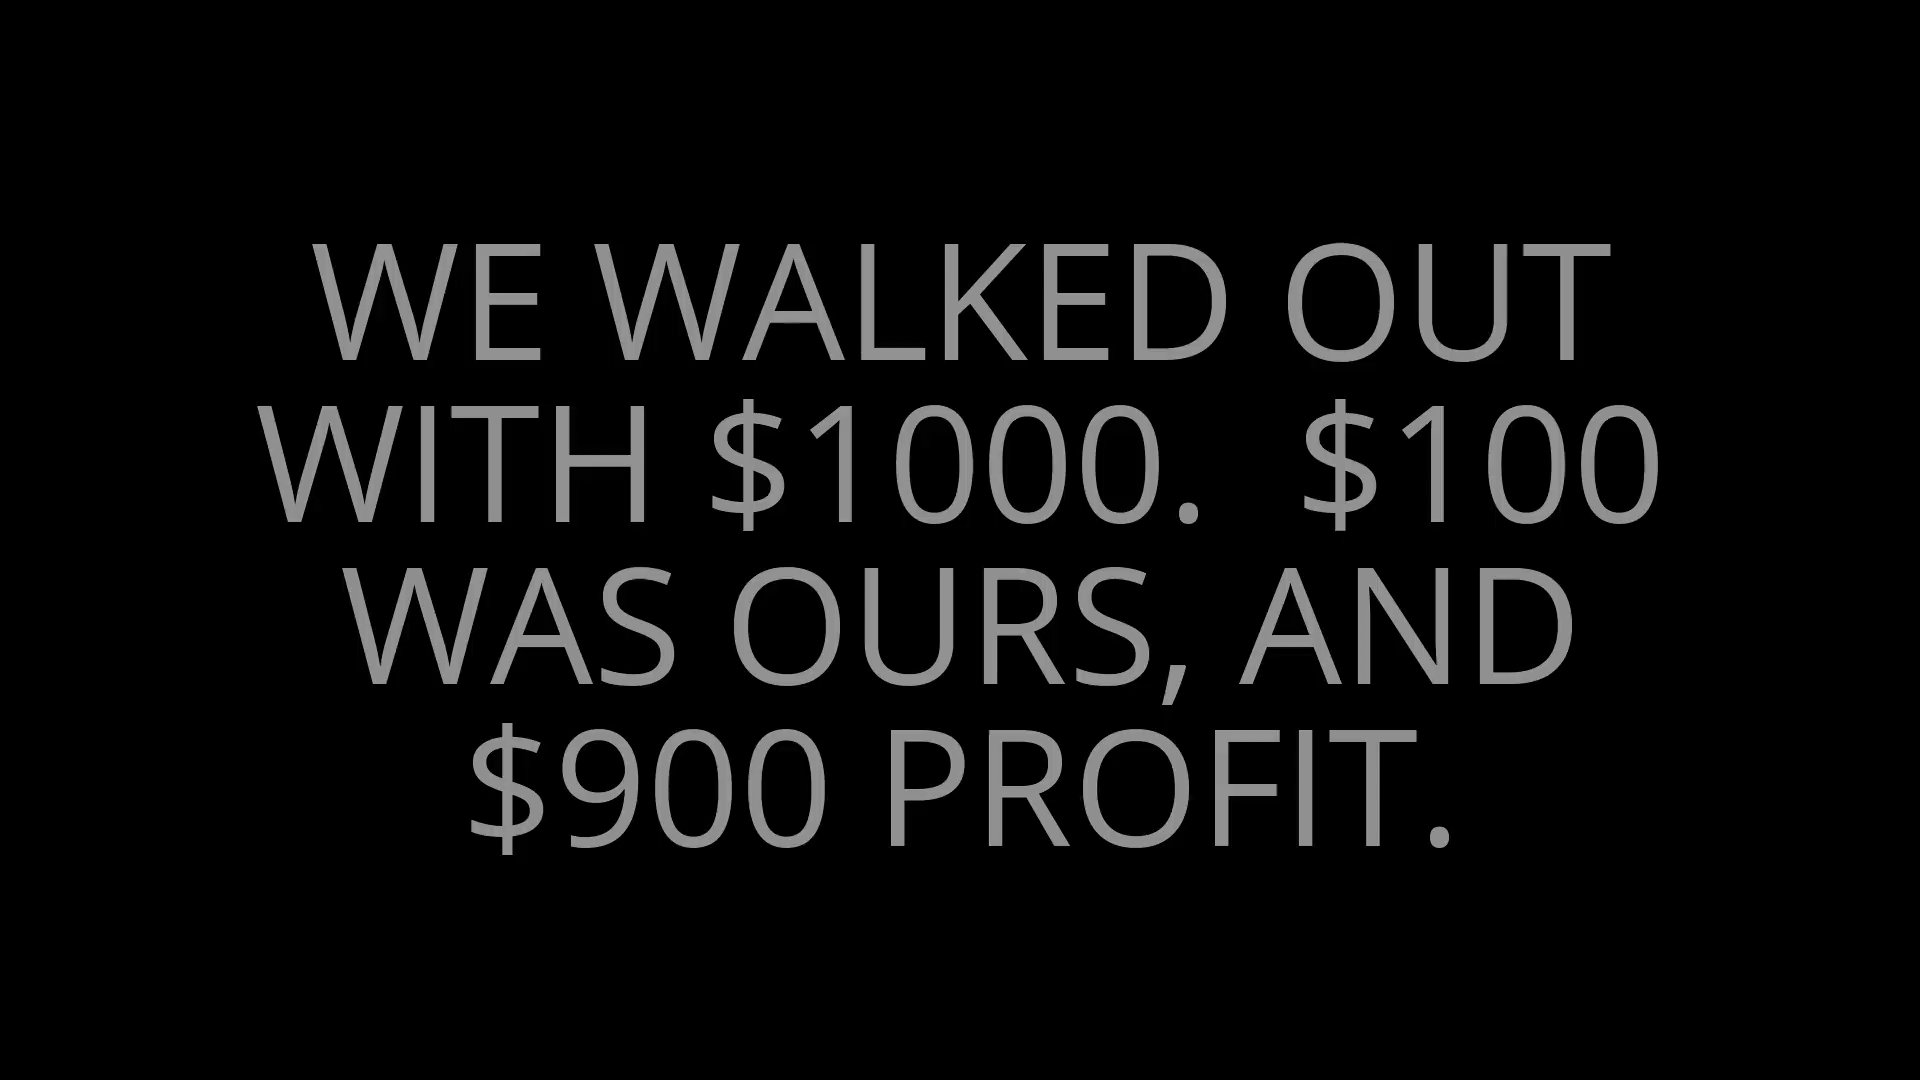 WE WALKED OUT
WITH $1000.  $100
WAS OURS, AND
$900 PROFIT.